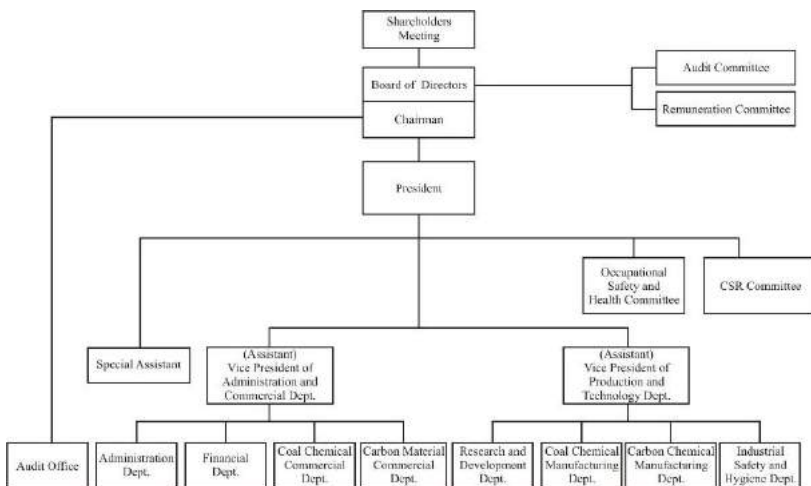 Shareholders
Meeting
Board of Directors
Chairman
Audit Committee
Remuneration Committee
President
Occupational
Safety and
Health Committee
CSR Committee
Special Assistant
(Assistant)
Vice President of
Administration and
Commercial Dept.
(Assistant)
Vice President of
Production and
Technology Dept.
Audit Office
Administration
Dept.
Financial
Dept.
Coal Chemical
Commercial
Dept.
Carbon Material
Commercial
Dept.
Research and
Development Dept.
Coal Chemical
Manufacturing Dept.
Carbon Chemical
Manufacturing Dept.
Industrial
Safety and
Hygiene Dept.